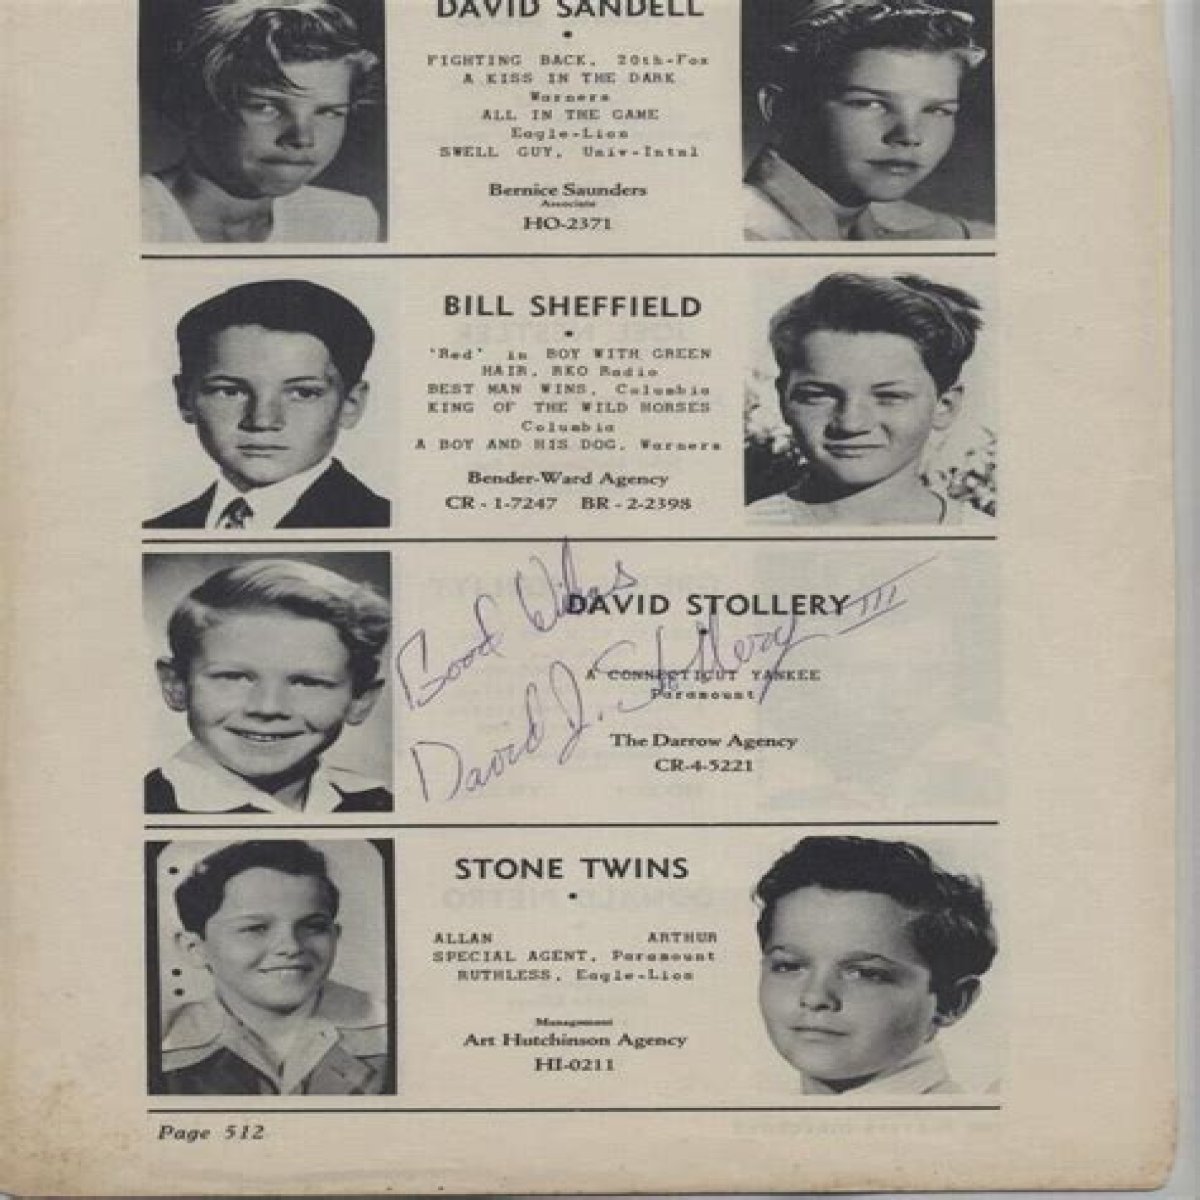 DAVID SANDELL
•
FIGHTING BACK, 20th-Fox
A KISS IN THE DARK
Warners
ALL IN THE GAME
Eagle-Lion
SWELL GUY, Univ-Intnl
Bernice Saunders
Associate
HO-2371
BILL SHEFFIELD
•
'Red' in BOY WITH GREEN
HAIR, RKO Radio
BEST MAN WINS, Columbia
KING OF THE WILD HORSES
Columbia
A BOY AND HIS DOG, Warners
Bender-Ward Agency
CR - 1-7247 BR - 2-2398
Good Wishes
DAVID STOLLERY
David J. Stollery III
A CONNECTICUT YANKEE
Paramount
The Darrow Agency
CR-4-5221
STONE TWINS
•
ALLAN ARTHUR
SPECIAL AGENT, Paramount
RUTHLESS, Eagle-Lion
Management
Art Hutchinson Agency
HI-0211
Page 512